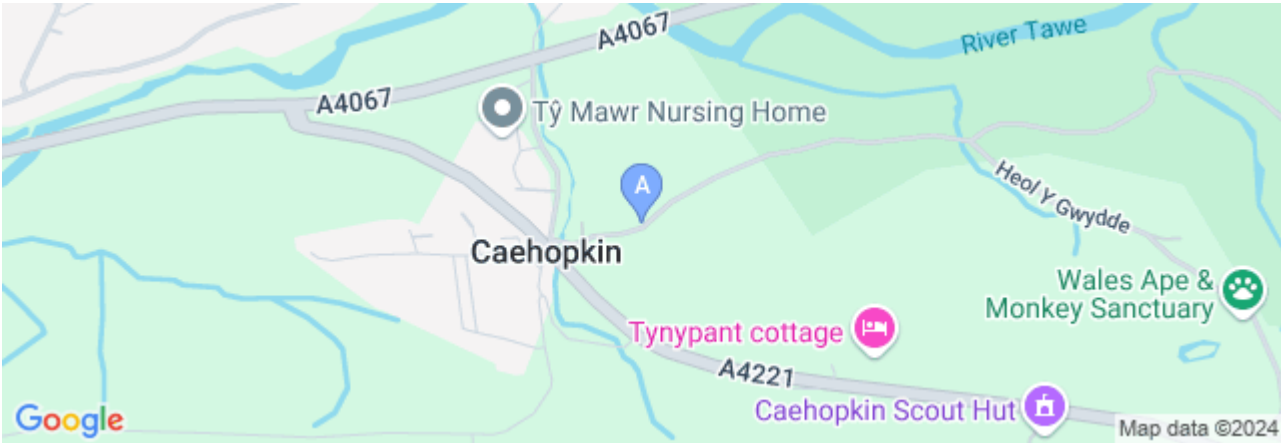 A4067
River Tawe
A4067
Tŷ Mawr Nursing Home
A
Heol Y Gwydde
Caehopkin
Wales Ape &
Monkey Sanctuary
Tynypant cottage
A4221
Caehopkin Scout Hut
Google
Map data ©2024